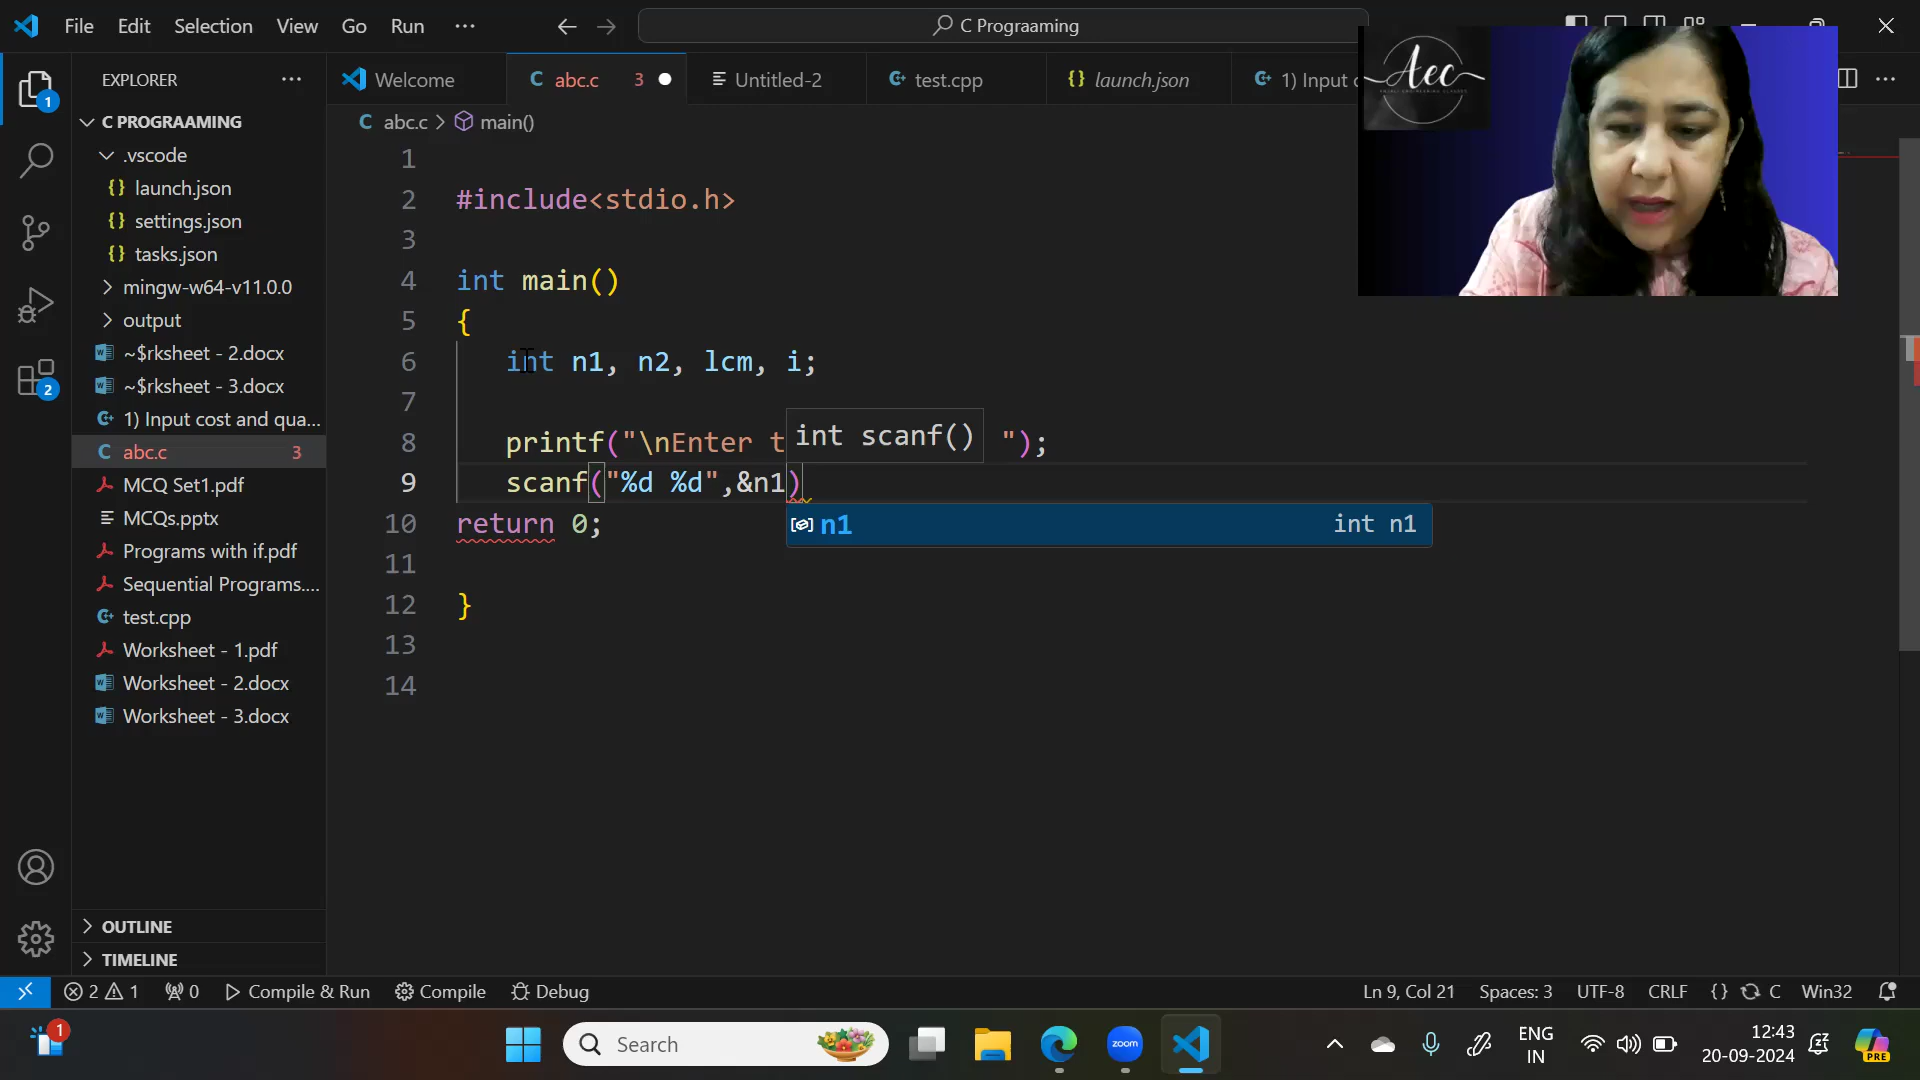 File Edit Selection View Go Run ... C Prograaming
EXPLORER ...
Welcome abc.c 3 Untitled-2 test.cpp launch.json 1) Input c
Aec
abc.c > main()
C PROGRAAMING
.vscode
launch.json
settings.json
tasks.json
mingw-w64-v11.0.0
output
~$rksheet - 2.docx
~$rksheet - 3.docx
1) Input cost and qua...
abc.c 3
MCQ Set1.pdf
MCQs.pptx
Programs with if.pdf
Sequential Programs....
test.cpp
Worksheet - 1.pdf
Worksheet - 2.docx
Worksheet - 3.docx
OUTLINE
TIMELINE
1
2 #include<stdio.h>
3
4 int main()
5 {
6 int n1, n2, lcm, i;
7
8 printf("\nEnter t ");
int scanf()
9 scanf("%d %d",&n1)
n1 int n1
10 return 0;
11
12 }
13
14
1
2
2 1 0 Compile & Run Compile Debug Ln 9, Col 21 Spaces: 3 UTF-8 CRLF {} C Win32
1 Search zoom ENG IN 12:43 20-09-2024 PRE